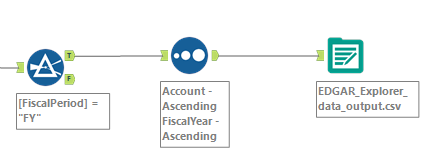 T
F
[FiscalPeriod] =
"FY"
Account -
Ascending
FiscalYear -
Ascending
EDGAR_Explorer_
data_output.csv